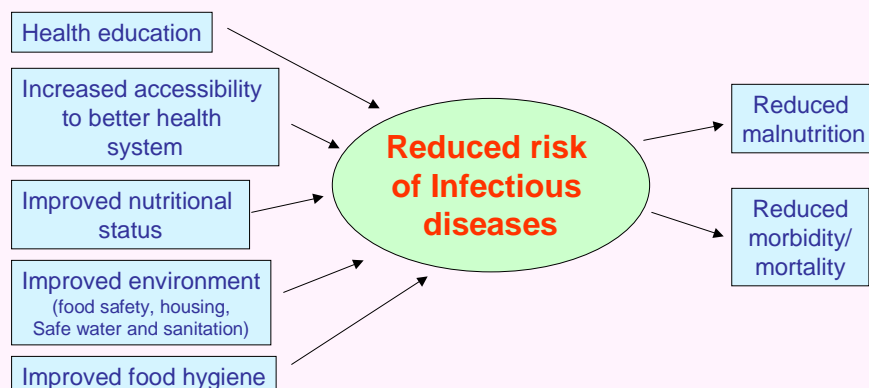 Health education
Increased accessibility
to better health
system
Improved nutritional
status
Improved environment
(food safety, housing,
Safe water and sanitation)
Improved food hygiene
Reduced risk
of Infectious
diseases
Reduced
malnutrition
Reduced
morbidity/
mortality